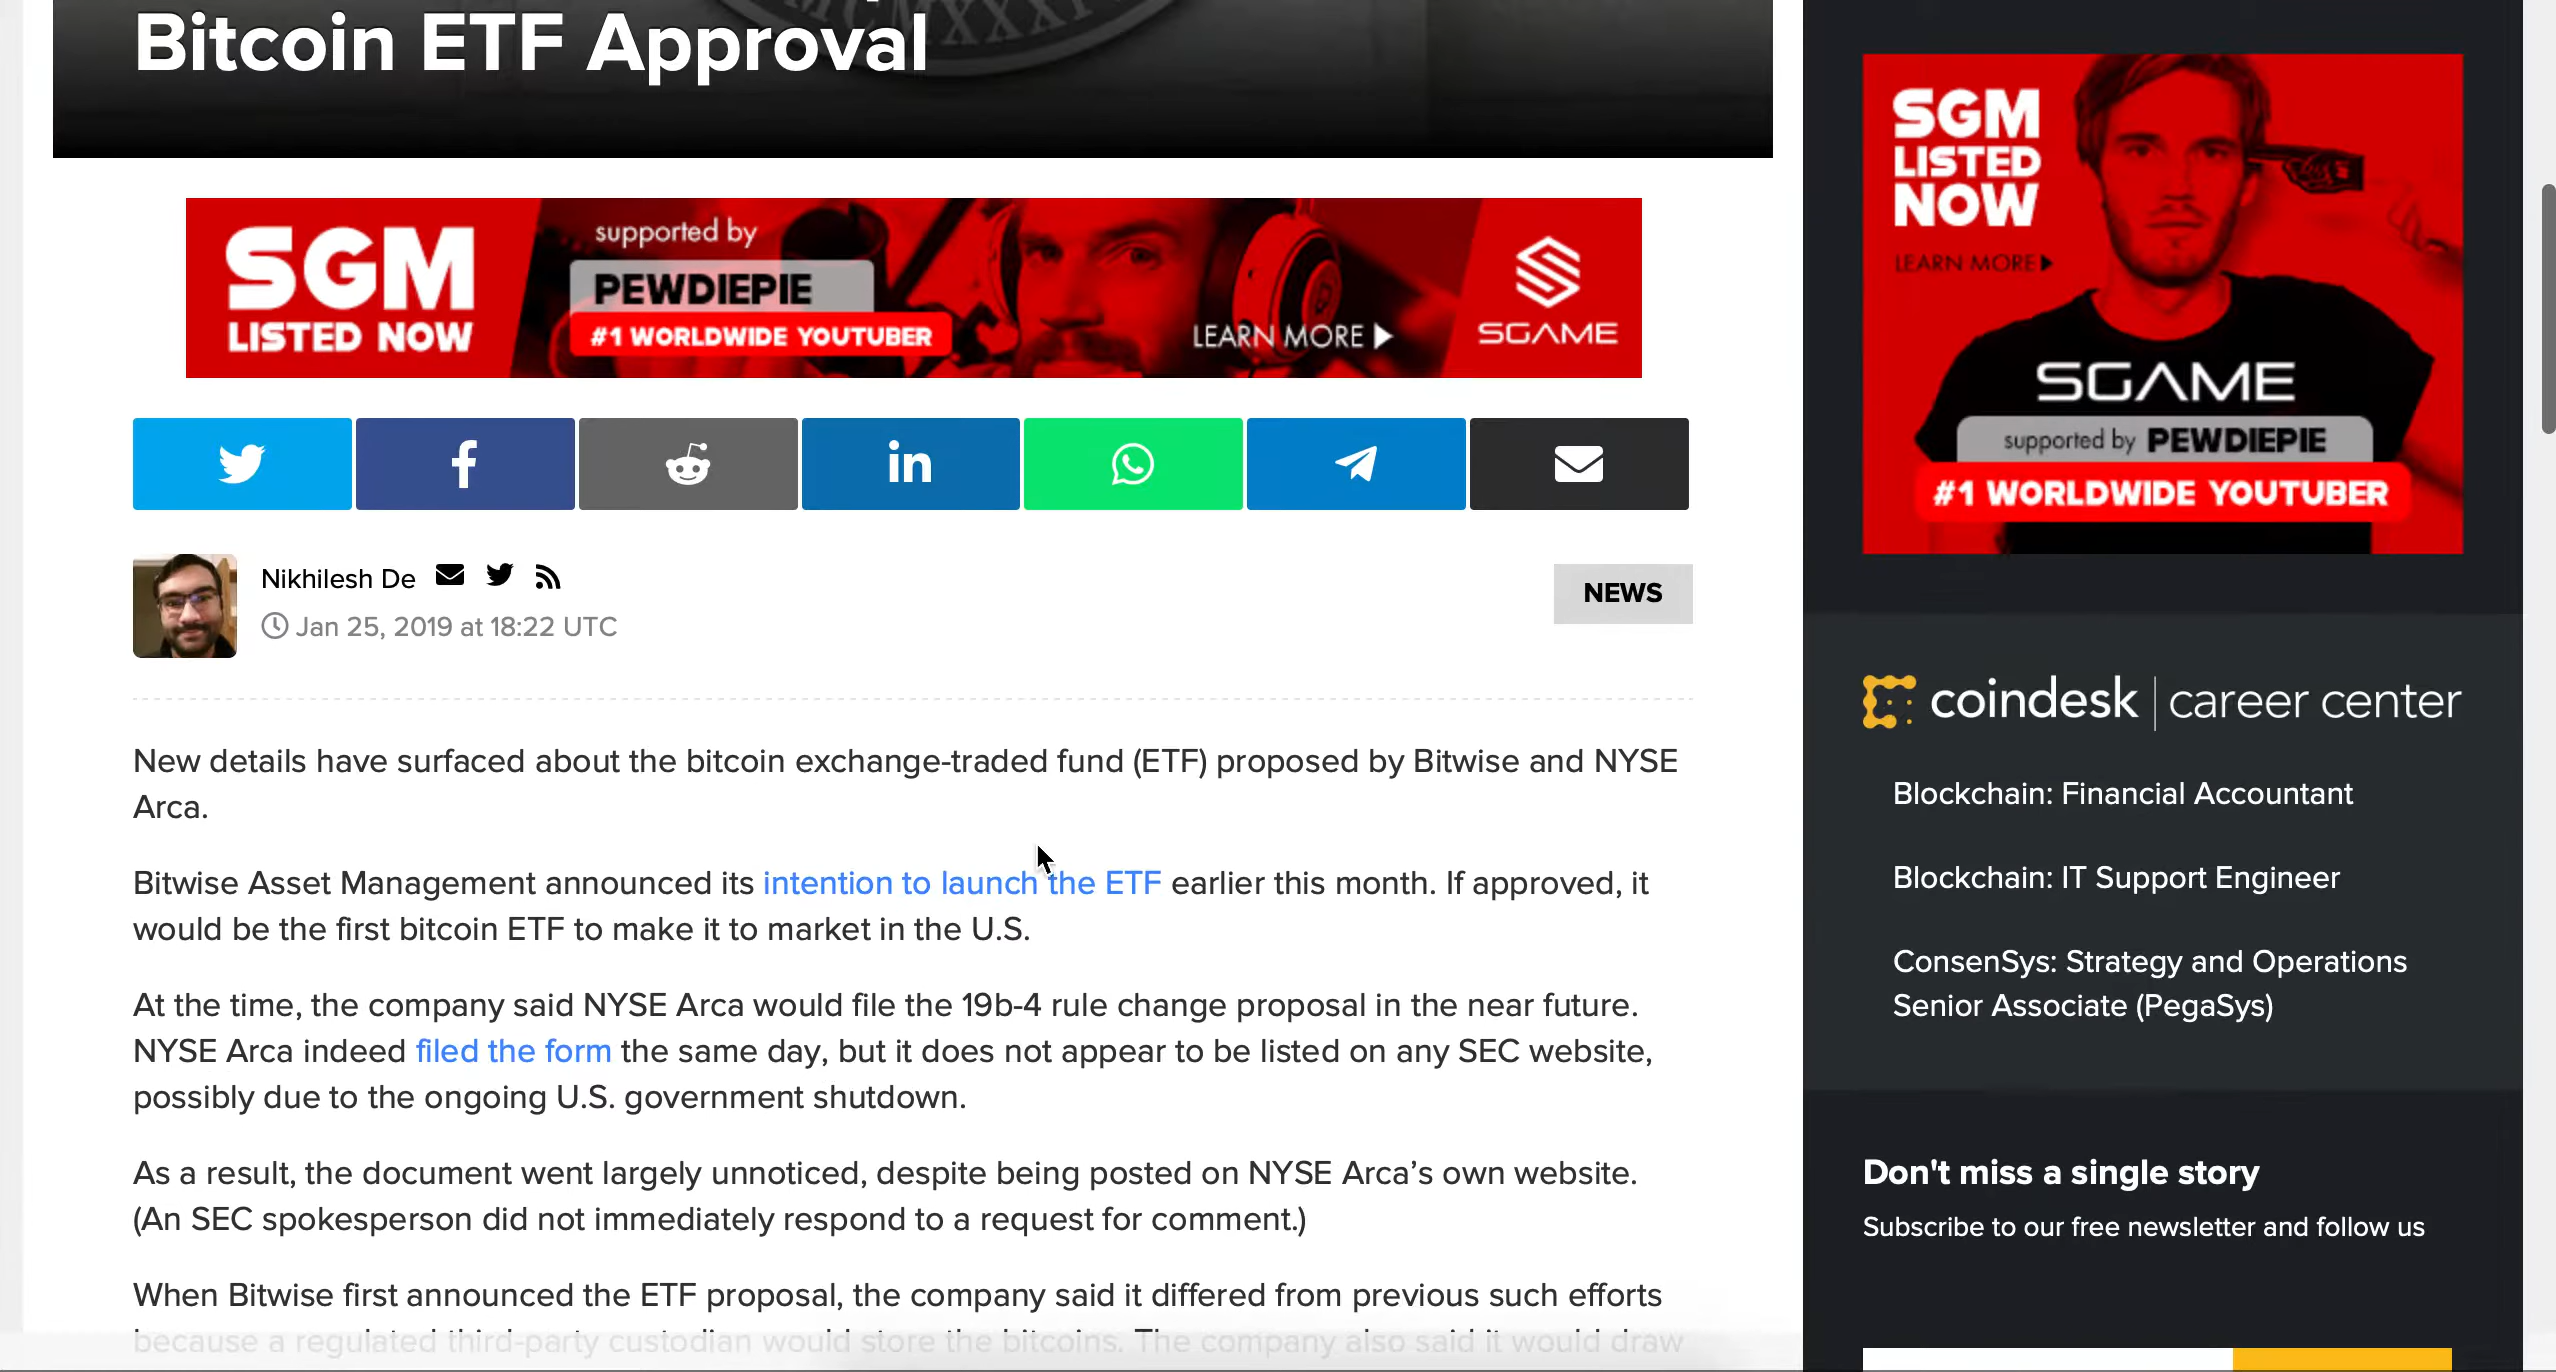 MCMXXXIV
Bitcoin ETF Approval
SGM
LISTED NOW
supported by
PEWDIEPIE
#1 WORLDWIDE YOUTUBER
LEARN MORE
SGAME
Nikhilesh De
Jan 25, 2019 at 18:22 UTC
NEWS
New details have surfaced about the bitcoin exchange-traded fund (ETF) proposed by Bitwise and NYSE
Arca.
Bitwise Asset Management announced its intention to launch the ETF earlier this month. If approved, it
would be the first bitcoin ETF to make it to market in the U.S.
At the time, the company said NYSE Arca would file the 19b-4 rule change proposal in the near future.
NYSE Arca indeed filed the form the same day, but it does not appear to be listed on any SEC website,
possibly due to the ongoing U.S. government shutdown.
As a result, the document went largely unnoticed, despite being posted on NYSE Arca’s own website.
(An SEC spokesperson did not immediately respond to a request for comment.)
When Bitwise first announced the ETF proposal, the company said it differed from previous such efforts
because a regulated third-party custodian would store the bitcoins. The company also said it would draw
SGM
LISTED
NOW
LEARN MORE
SGAME
supported by PEWDIEPIE
#1 WORLDWIDE YOUTUBER
coindesk | career center
Blockchain: Financial Accountant
Blockchain: IT Support Engineer
ConsenSys: Strategy and Operations
Senior Associate (PegaSys)
Don't miss a single story
Subscribe to our free newsletter and follow us